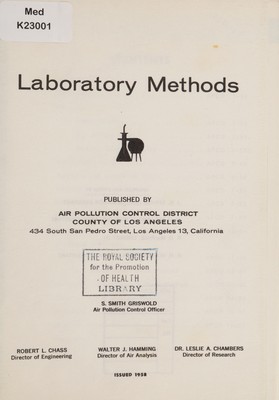 Med
K23001
Laboratory Methods
PUBLISHED BY
AIR POLLUTION CONTROL DISTRICT
COUNTY OF LOS ANGELES
434 South San Pedro Street, Los Angeles 13, California
THE ROYAL SOCIETY
for the Promotion
OF HEALTH
LIBRARY
S. SMITH GRISWOLD
Air Pollution Control Officer
ROBERT L. CHASS
Director of Engineering
WALTER J. HAMMING
Director of Air Analysis
DR. LESLIE A. CHAMBERS
Director of Research
ISSUED 1958